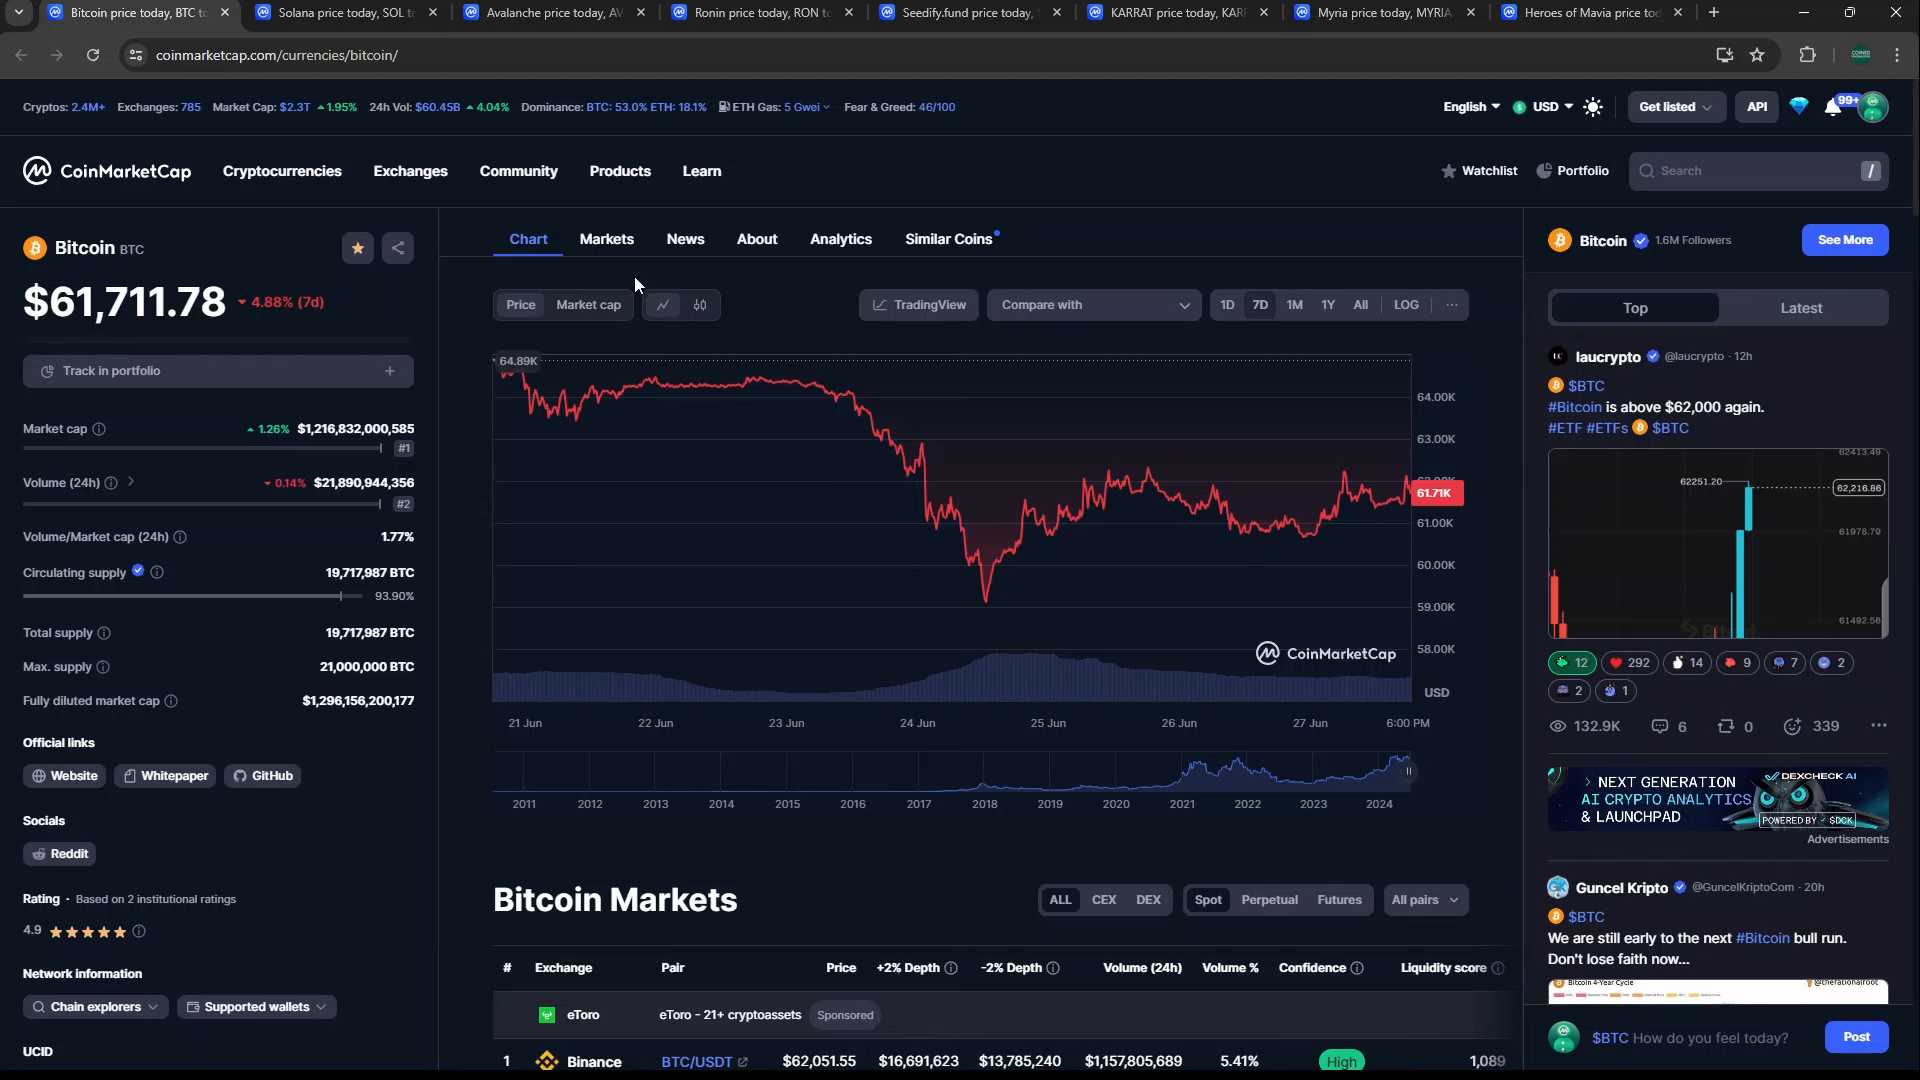 Bitcoin price today, BTC to
Solana price today, SOL t
Avalanche price today, AV
Ronin price today, RON to
Seedify.fund price today,
KARRAT price today, KAR
Myria price today, MYRIA
Heroes of Mavia price tod
coinmarketcap.com/currencies/bitcoin/
Cryptos: 2.4M+ Exchanges: 785 Market Cap: $2.3T 1.95% 24h Vol: $60.45B 4.04% Dominance: BTC: 53.0% ETH: 18.1% ETH Gas: 5 Gwei Fear & Greed: 46/100
English USD Get listed API 99+
CoinMarketCap Cryptocurrencies Exchanges Community Products Learn
Watchlist Portfolio Search /
Bitcoin BTC
$61,711.78 4.88% (7d)
Track in portfolio +
Market cap 1.26% $1,216,832,000,585
#1
Volume (24h) > 0.14% $21,890,944,356
#2
Volume/Market cap (24h) 1.77%
Circulating supply 19,717,987 BTC
93.90%
Total supply 19,717,987 BTC
Max. supply 21,000,000 BTC
Fully diluted market cap $1,296,156,200,177
Official links
Website Whitepaper GitHub
Socials
Reddit
Rating · Based on 2 institutional ratings
4.9
Network information
Chain explorers Supported wallets
UCID
Chart Markets News About Analytics Similar Coins
Price Market cap
TradingView Compare with 1D 7D 1M 1Y All LOG ...
64.89K
64.00K
63.00K
61.71K
61.00K
60.00K
59.00K
58.00K
CoinMarketCap
USD
21 Jun 22 Jun 23 Jun 24 Jun 25 Jun 26 Jun 27 Jun 6:00 PM
2011 2012 2013 2014 2015 2016 2017 2018 2019 2020 2021 2022 2023 2024
Bitcoin Markets
ALL CEX DEX Spot Perpetual Futures All pairs
# Exchange Pair Price +2% Depth -2% Depth Volume (24h) Volume % Confidence Liquidity score
eToro eToro - 21+ cryptoassets Sponsored
1 Binance BTC/USDT $62,051.55 $16,691,623 $13,785,240 $1,157,805,689 5.41% High 1,089
Bitcoin 1.6M Followers See More
Top Latest
laucrypto @laucrypto · 12h
$BTC
#Bitcoin is above $62,000 again.
#ETF #ETFs $BTC
62413.49
62251.20
62,216.86
61978.79
61492.56
12 292 14 9 7 2
2 1
132.9K 6 0 339 ...
> NEXT GENERATION
AI CRYPTO ANALYTICS
& LAUNCHPAD
DEXCHECK AI
POWERED BY $DCK
Advertisements
Guncel Kripto @GuncelKriptoCom · 20h
$BTC
We are still early to the next #Bitcoin bull run.
Don't lose faith now...
Bitcoin 4-Year Cycle
@therationalroot
$BTC How do you feel today? Post